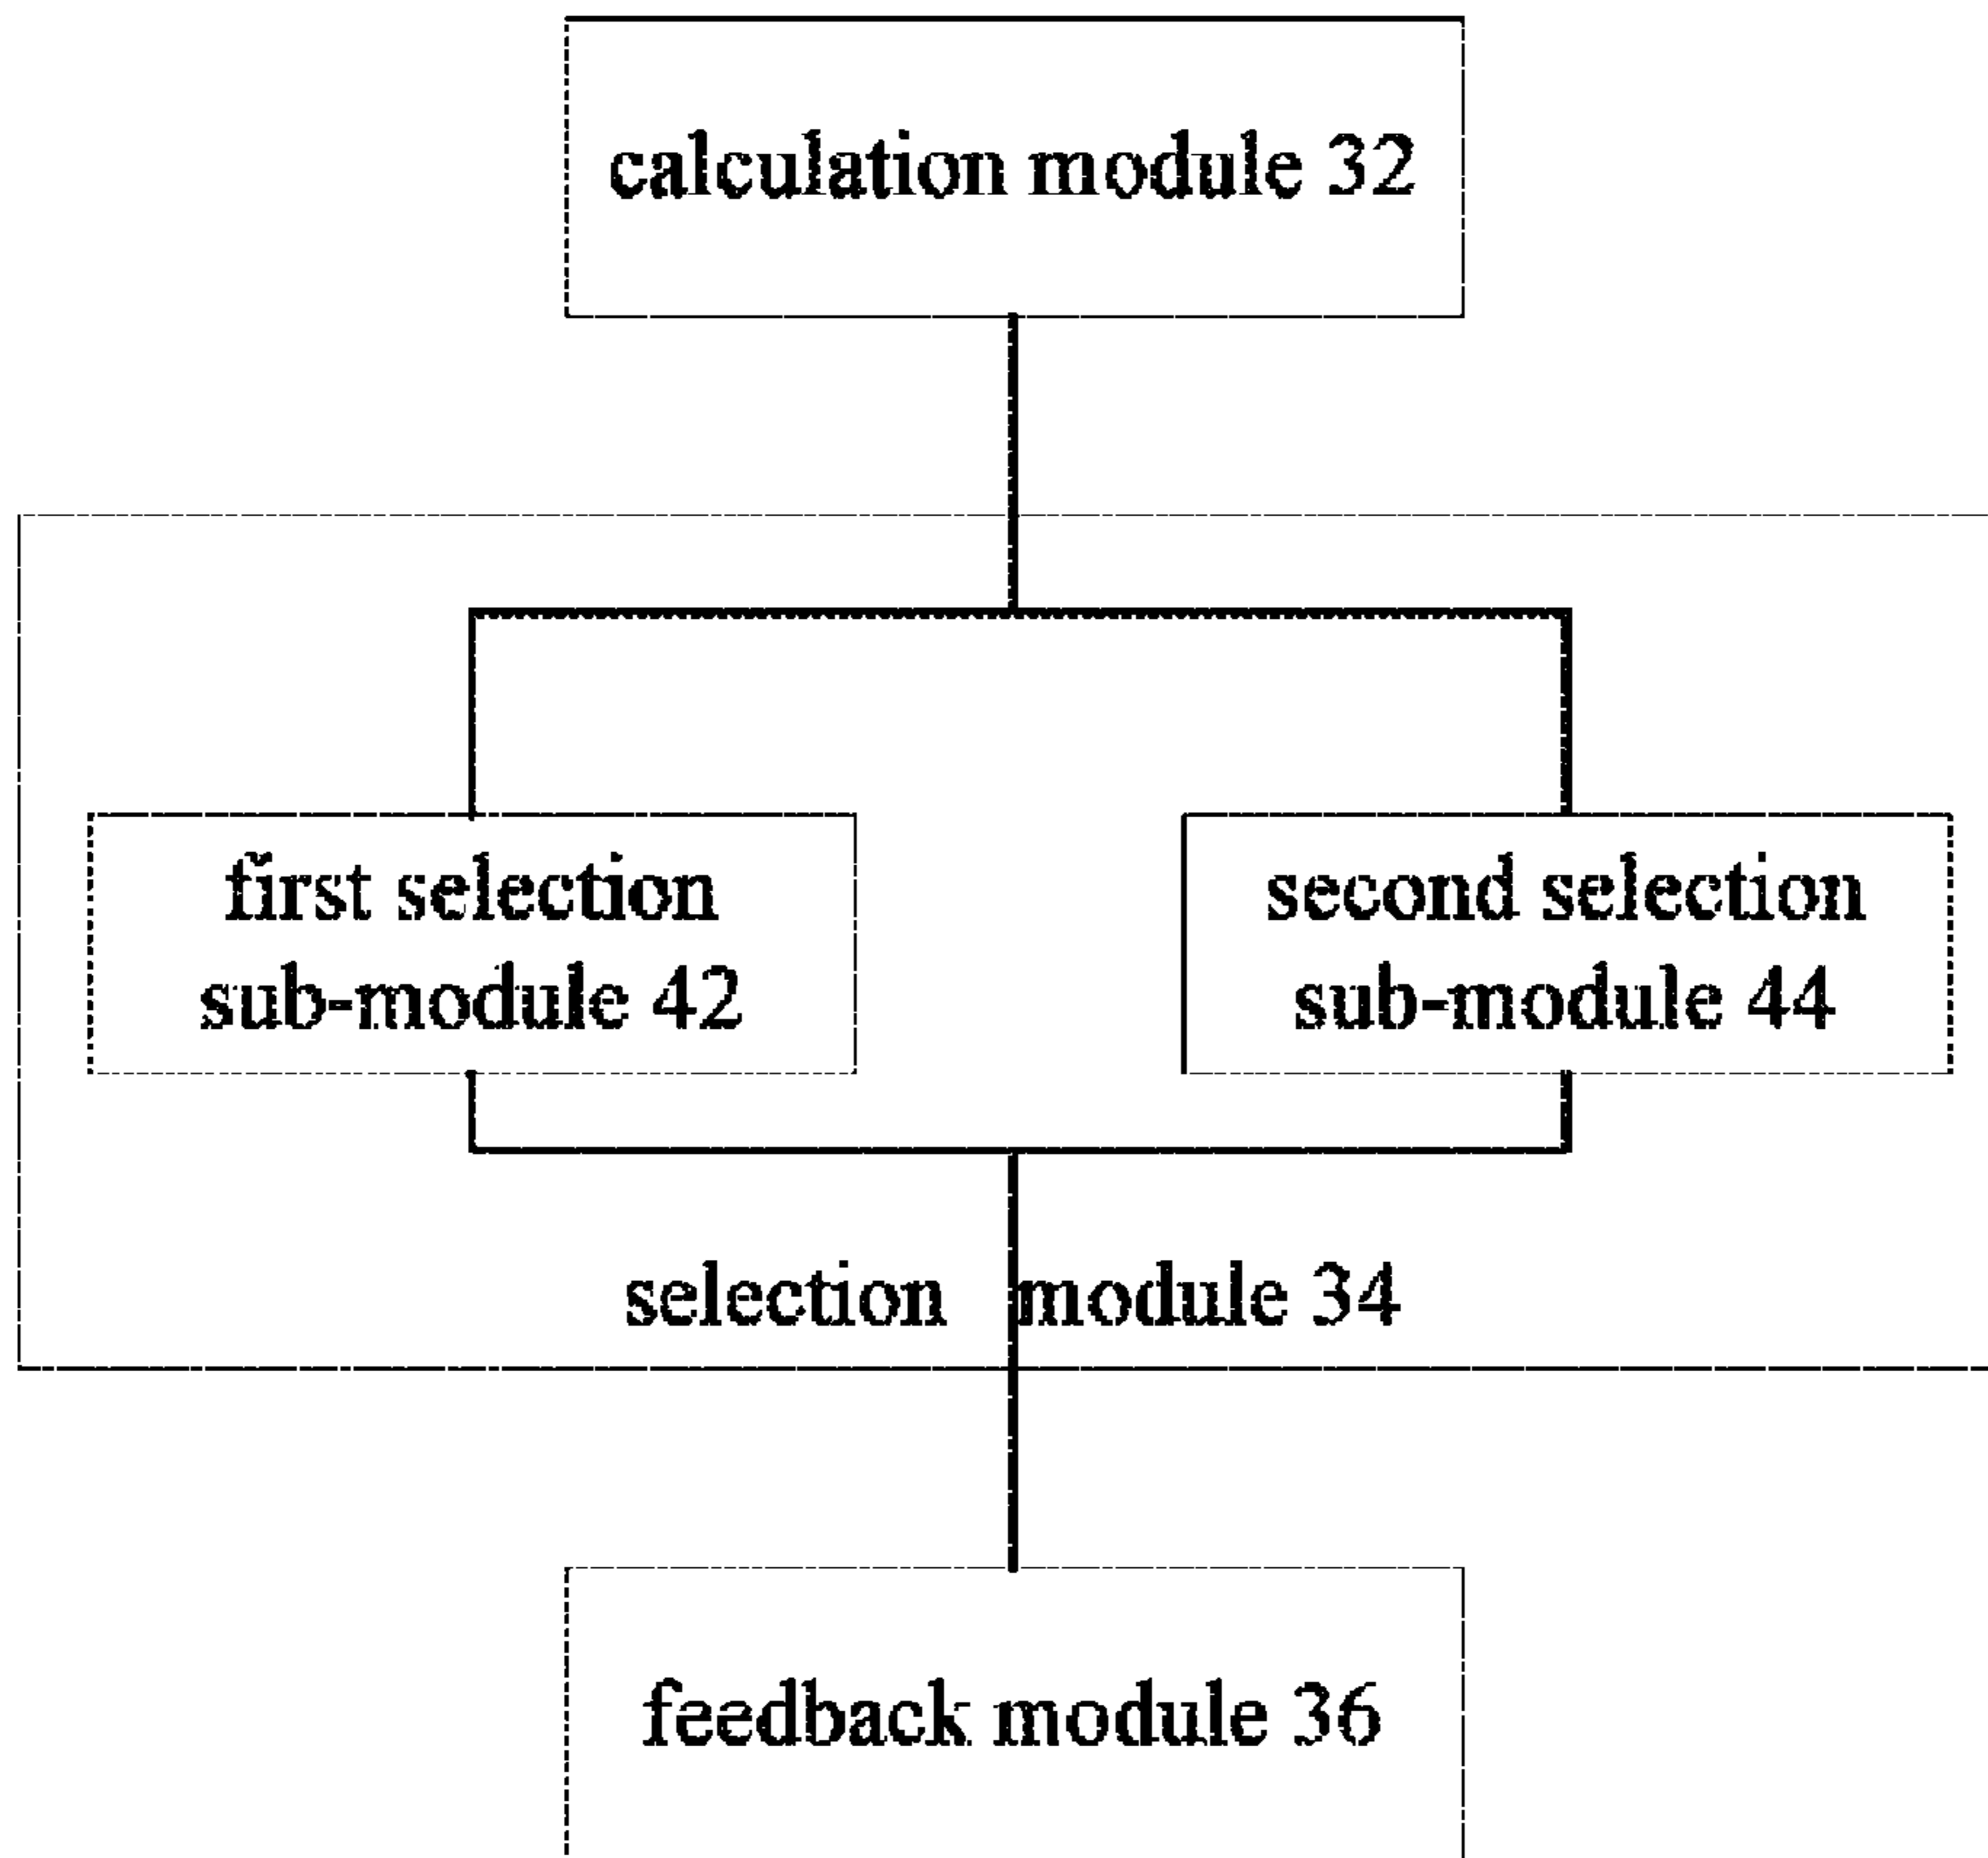 calculation module 32
first selection
sub-module 42
second selection
sub-module 44
selection module 34
feedback module 36